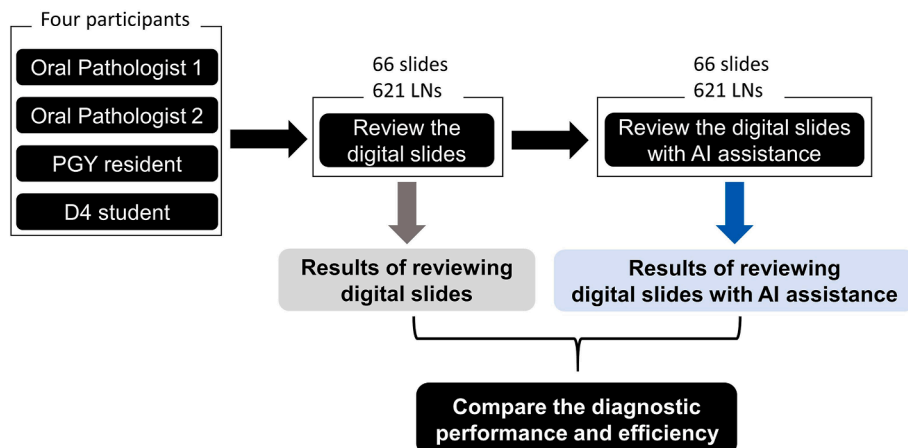 Four participants
Oral Pathologist 1
Oral Pathologist 2
PGY resident
D4 student
66 slides
621 LNs
Review the
digital slides
66 slides
621 LNs
Review the digital slides
with AI assistance
Results of reviewing
digital slides
Results of reviewing
digital slides with AI assistance
Compare the diagnostic
performance and efficiency